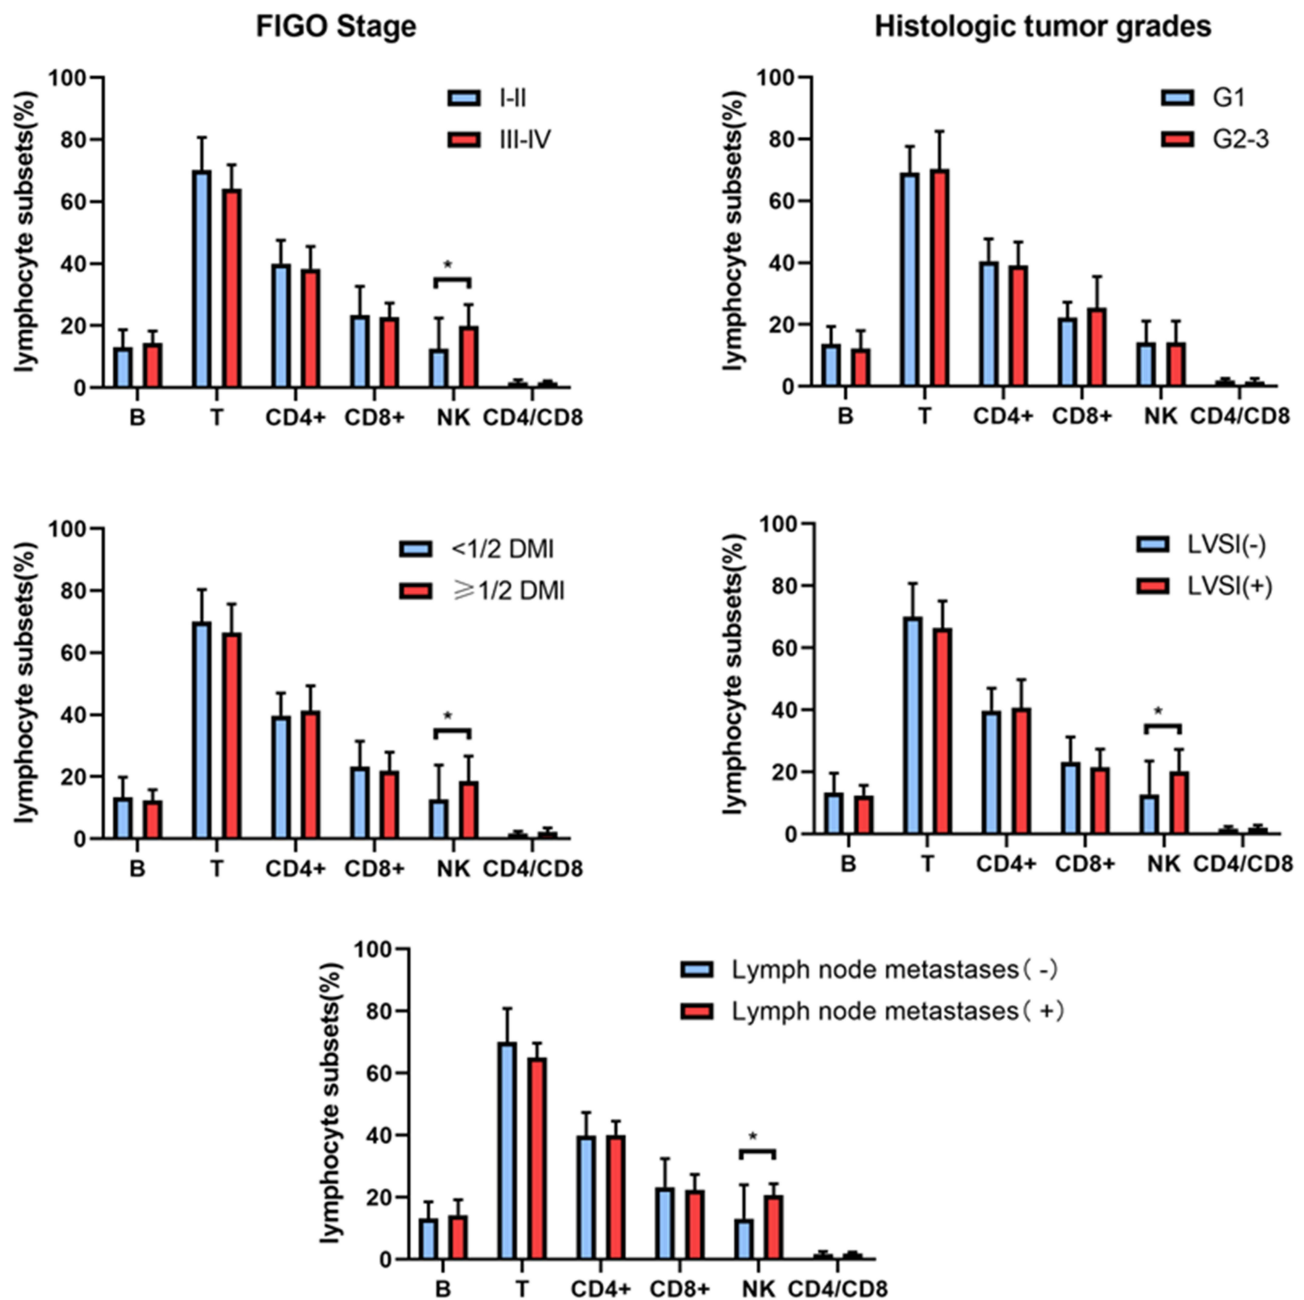 FIGO Stage
lymphocyte subsets(%)
100
80
60
40
20
0
I-II
III-IV
*
B T CD4+ CD8+ NK CD4/CD8
Histologic tumor grades
lymphocyte subsets(%)
100
80
60
40
20
0
G1
G2-3
B T CD4+ CD8+ NK CD4/CD8
lymphocyte subsets(%)
100
80
60
40
20
0
<1/2 DMI
⩾1/2 DMI
*
B T CD4+ CD8+ NK CD4/CD8
lymphocyte subsets(%)
100
80
60
40
20
0
LVSI(-)
LVSI(+)
*
B T CD4+ CD8+ NK CD4/CD8
lymphocyte subsets(%)
100
80
60
40
20
0
Lymph node metastases( -)
Lymph node metastases( +)
*
B T CD4+ CD8+ NK CD4/CD8